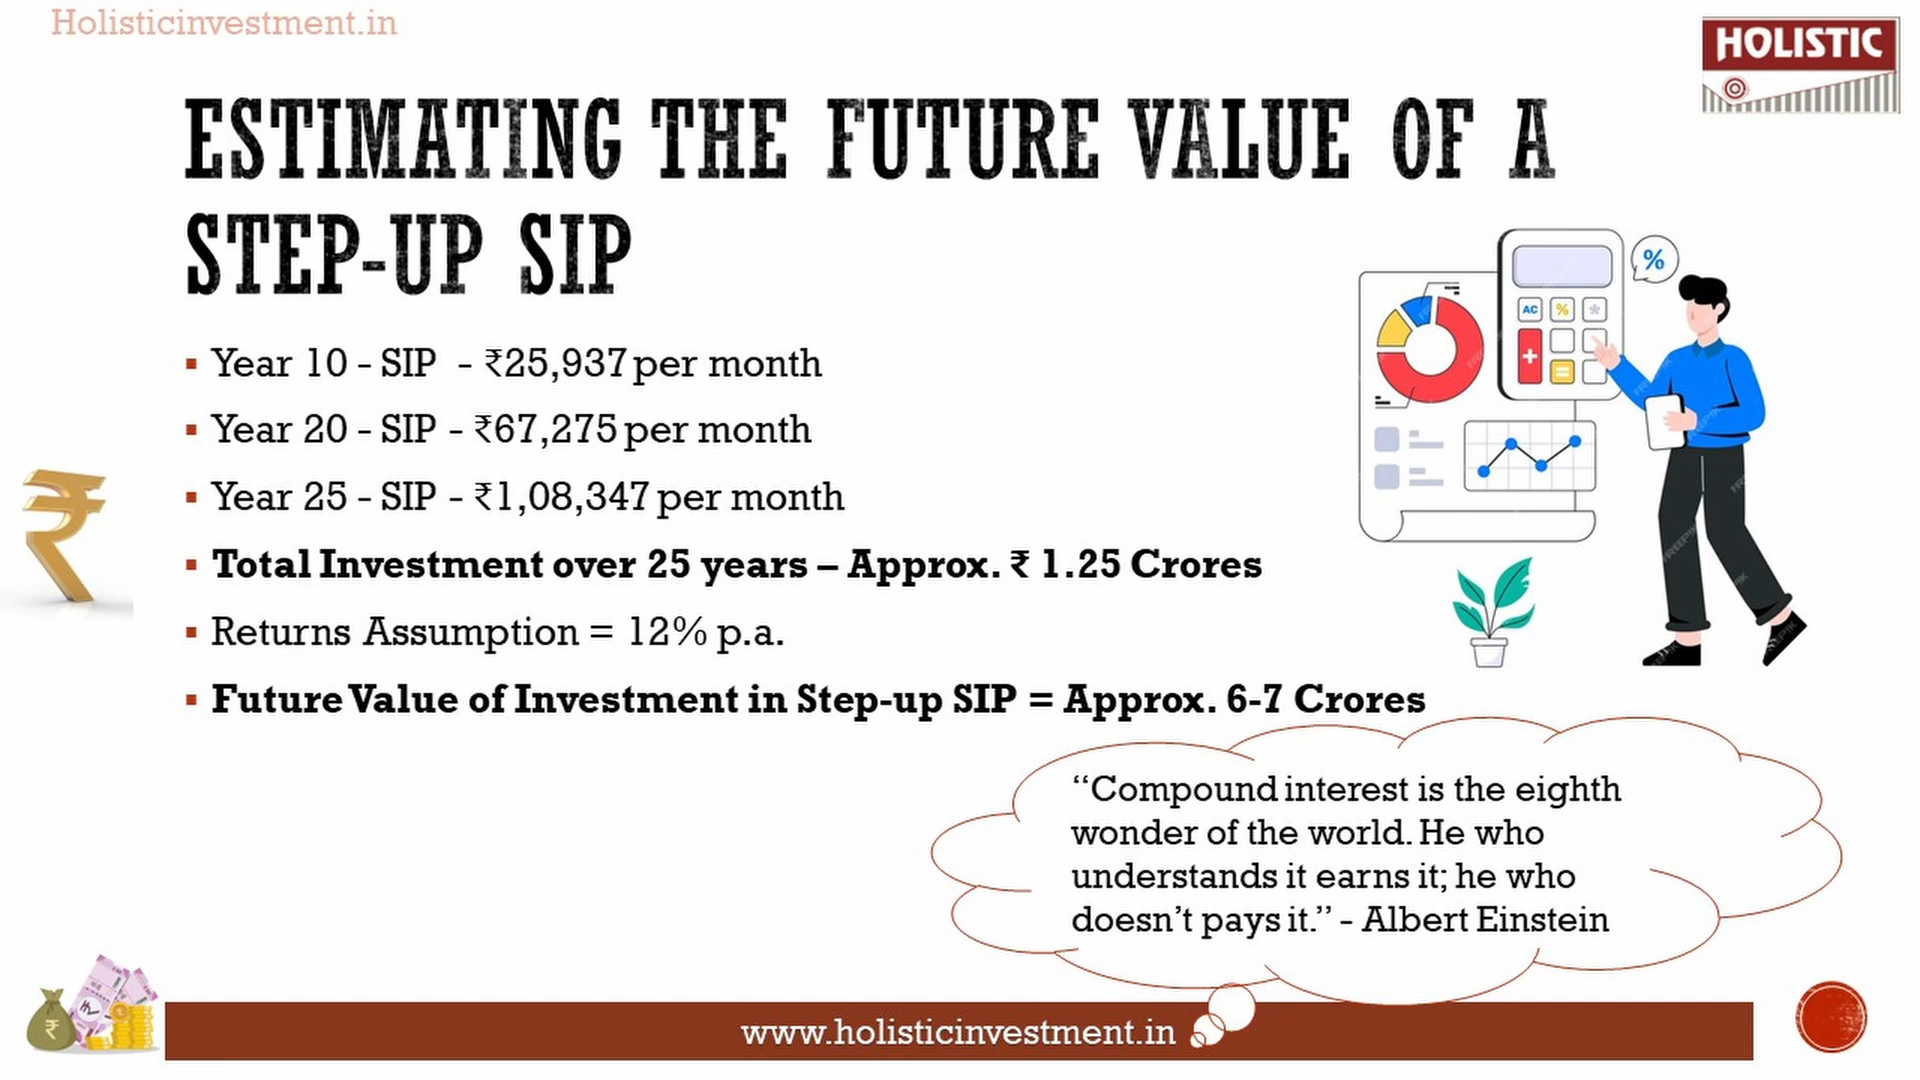 Holisticinvestment.in
HOLISTIC
ESTIMATING THE FUTURE VALUE OF A
STEP-UP SIP
%
AC % *
+
=
▪ Year 10 - SIP - ₹25,937 per month
▪ Year 20 - SIP - ₹67,275 per month
▪ Year 25 - SIP - ₹1,08,347 per month
▪ Total Investment over 25 years – Approx. ₹ 1.25 Crores
▪ Returns Assumption = 12% p.a.
▪ Future Value of Investment in Step-up SIP = Approx. 6-7 Crores
“Compound interest is the eighth
wonder of the world. He who
understands it earns it; he who
doesn’t pays it.” - Albert Einstein
www.holisticinvestment.in